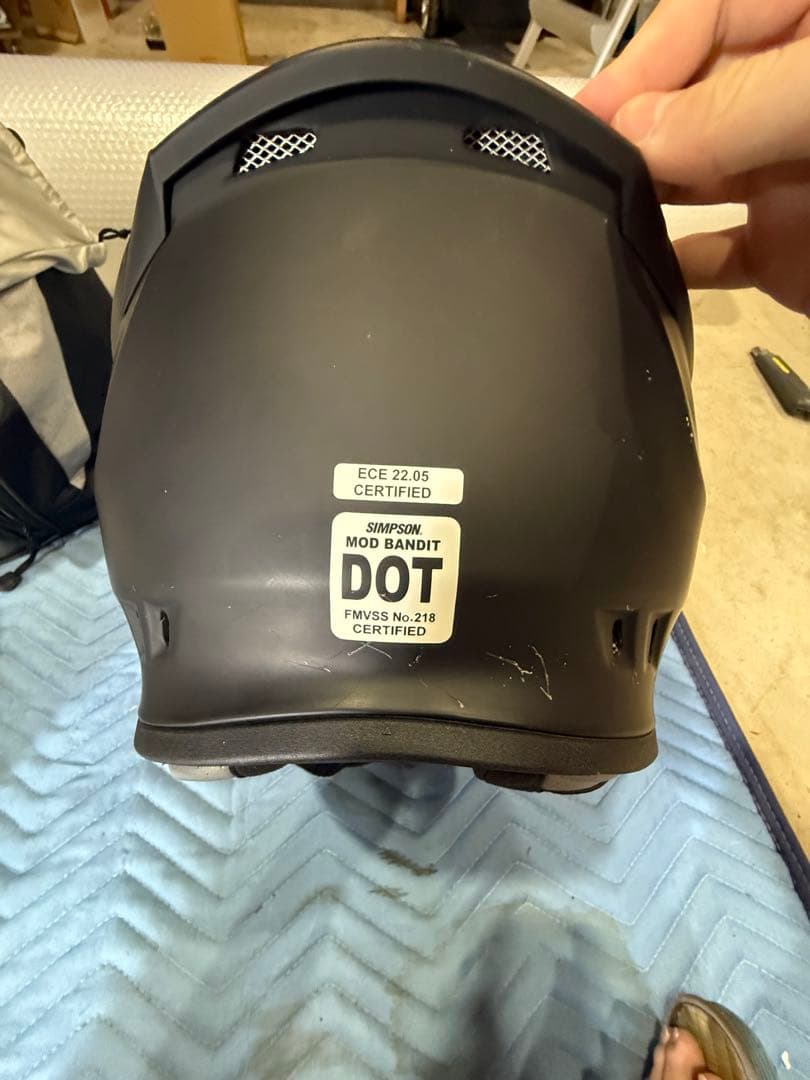 ECE 22.05
CERTIFIED
SIMPSON.
MOD BANDIT
DOT
FMVSS No.218
CERTIFIED